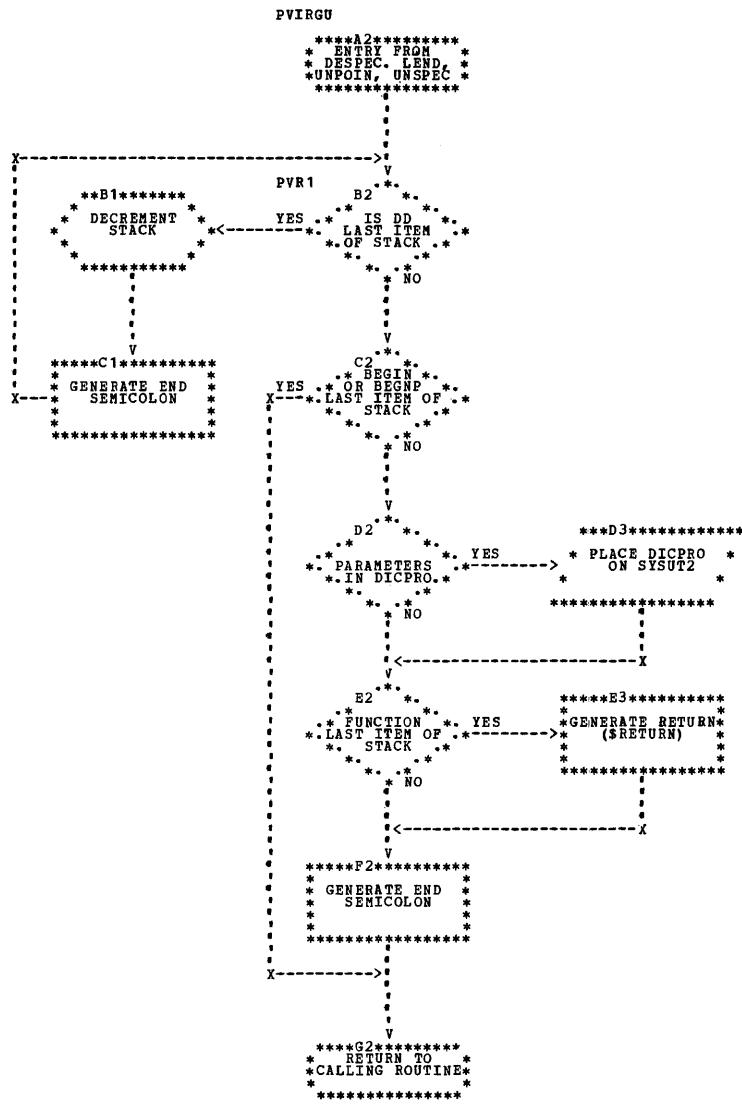 PVIRGU
A2
ENTRY FROM
DESPEC. LEND,
UNPOIN, UNSPEC
PVR1
B1
DECREMENT
STACK
YES
B2
IS DD
LAST ITEM
OF STACK
NO
C1
GENERATE END
SEMICOLON
YES
C2
BEGIN
OR BEGNP
LAST ITEM OF
STACK
NO
D2
PARAMETERS
IN DICPRO
YES
NO
D3
PLACE DICPRO
ON SYSUT2
E2
FUNCTION
LAST ITEM OF
STACK
YES
NO
E3
GENERATE RETURN
($RETURN)
F2
GENERATE END
SEMICOLON
G2
RETURN TO
CALLING ROUTINE